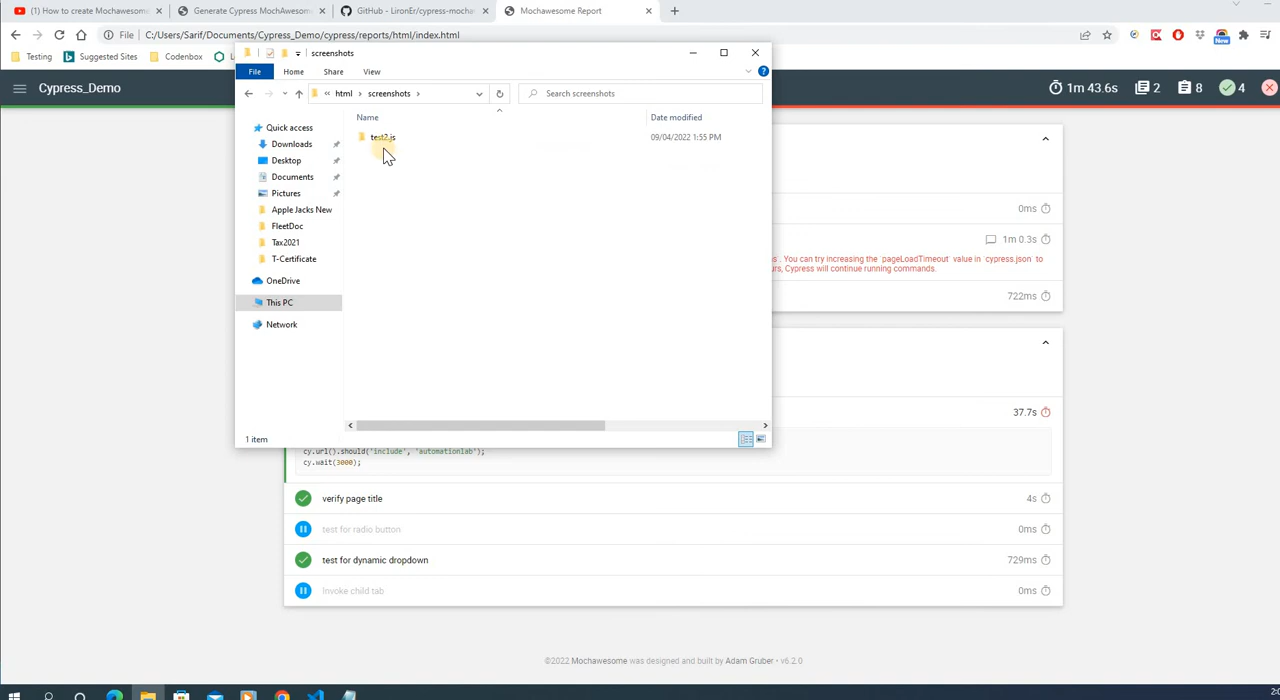 (1) How to create Mochawesom
Generate Cypress MochAwesom
GitHub - LironEr/cypress-mocha
Mochawesome Report
File
C:/Users/Sarif/Documents/Cypress_Demo/cypress/reports/html/index.html
New
Testing
Suggested Sites
Codenbox
Cypress_Demo
1m 43.6s
2
8
4
screenshots
File
Home
Share
View
html
screenshots
Search screenshots
Name
Date modified
test2.js
09/04/2022 1:55 PM
Quick access
Downloads
Desktop
Documents
Pictures
Apple Jacks New
FleetDoc
Tax2021
T-Certificate
OneDrive
This PC
Network
1 item
0ms
1m 0.3s
You can try increasing the `pageLoadTimeout` value in `cypress.json` to
Cypress will continue running commands.
722ms
37.7s
cy.url().should('include', 'automationlab');
cy.wait(3000);
verify page title
4s
test for radio button
0ms
test for dynamic dropdown
729ms
Invoke child tab
0ms
©2022 Mochawesome was designed and built by Adam Gruber • v6.2.0